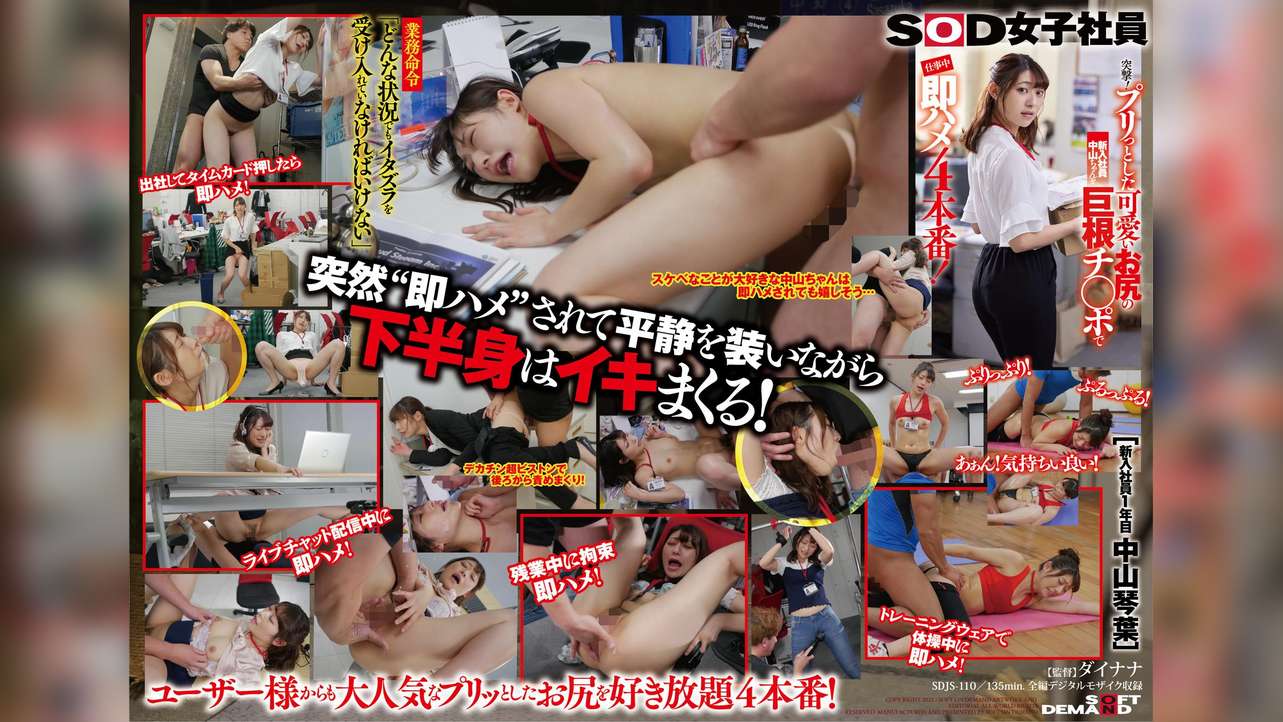 SOD女子社員
突撃!プリっとした可愛いお尻の
新入社員
中山ちゃんを
巨根チ〇ポで
仕事中
即ハメ4本番!
業務命令
「どんな状況でもイタズラを
受け入れていなければいけない」
出社してタイムカード押したら
即ハメ!
スケベなことが大好きな中山ちゃんは
即ハメされても嬉しそう…
突然“即ハメ”されて平静を装いながら
下半身はイキまくる!
デカチン超ピストンで
後ろから責めまくり!
ぷりっぷり!
ぷるっぷる!
あぁん!気持ちい良い!
ライブチャット配信中に
即ハメ!
残業中に拘束
即ハメ!
トレーニングウェアで
体操中に
即ハメ!
[新入社員1年目 中山琴葉]
ユーザー様からも大人気なプリッとしたお尻を好き放題4本番!
【監督】ダイナナ
SDJS-110/135min. 全編デジタルモザイク収録
SOFT
ON
DEMAND